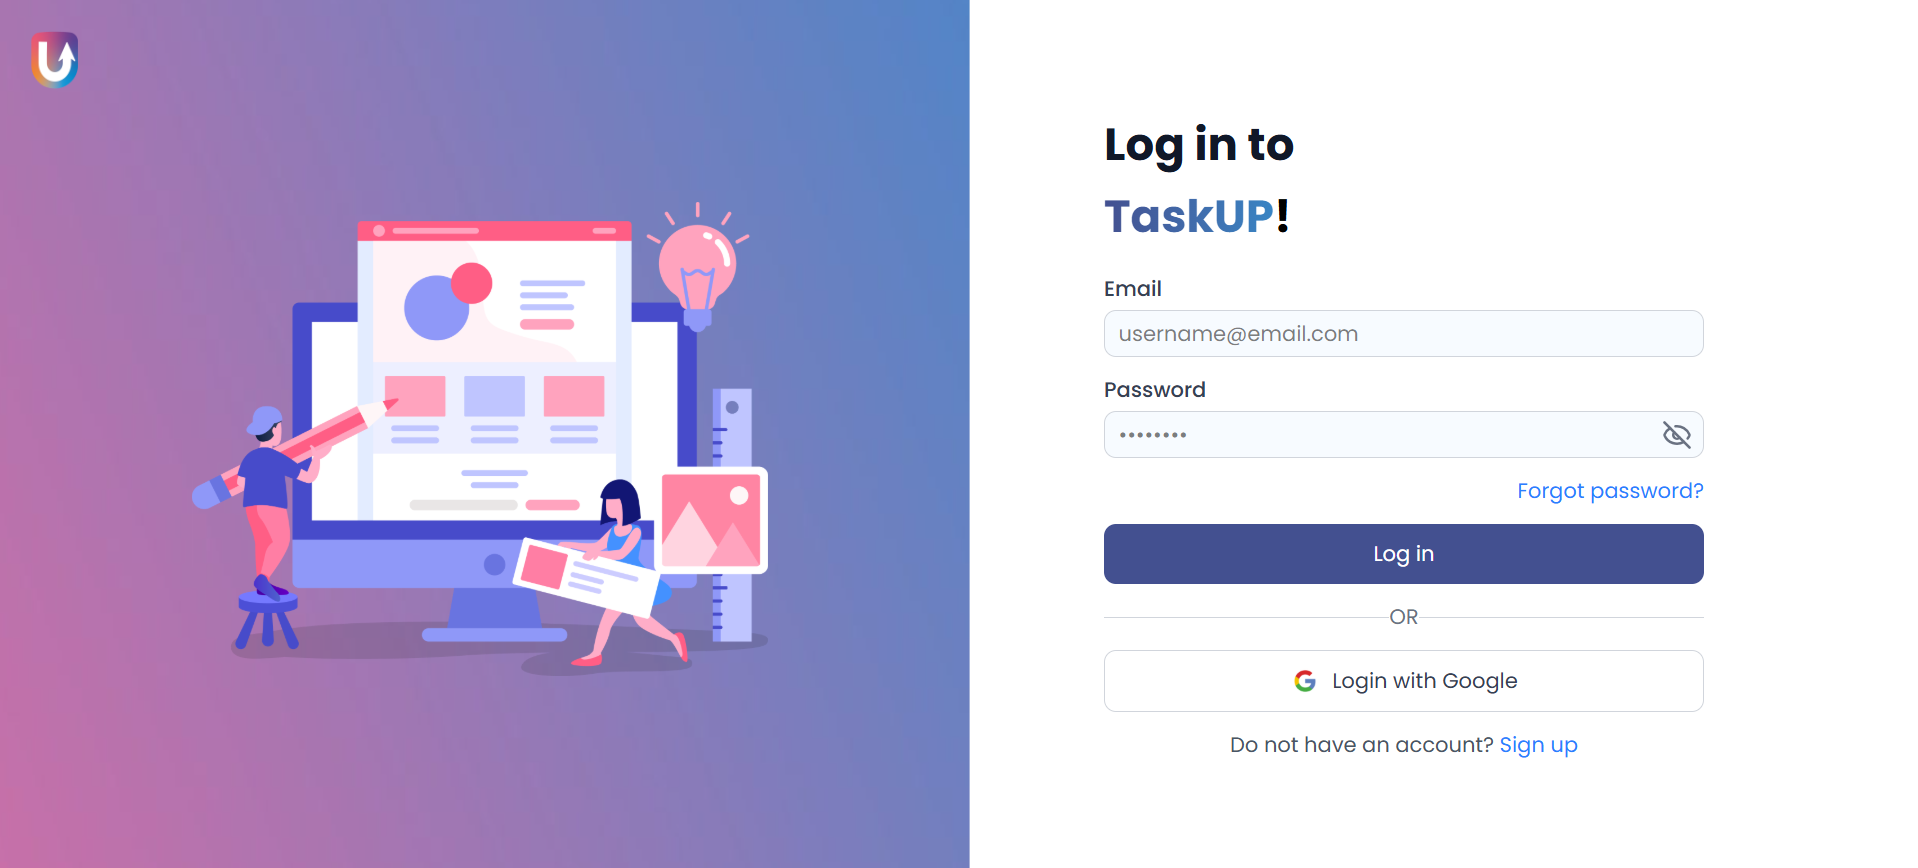 U
Log in to
TaskUP!
Email
username@email.com
Password
••••••••
Forgot password?
Log in
OR
Login with Google
Do not have an account? Sign up